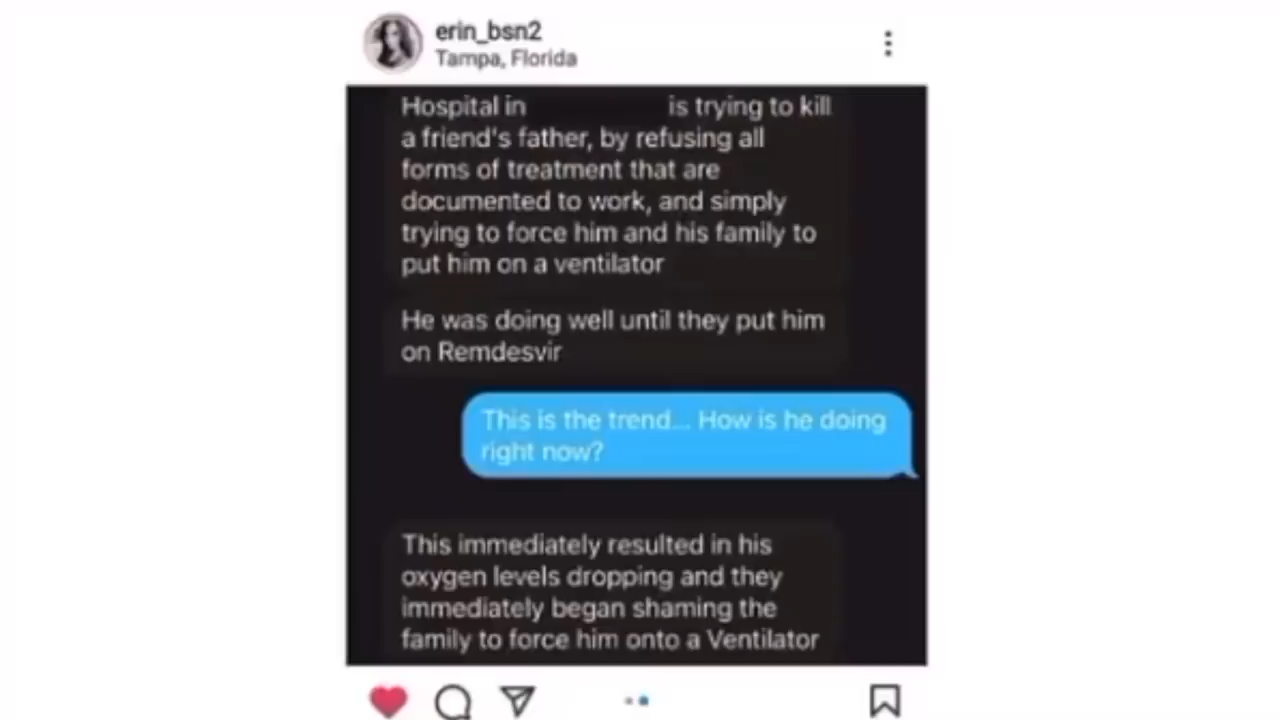 erin_bsn2
Tampa, Florida
Hospital in is trying to kill
a friend's father, by refusing all
forms of treatment that are
documented to work, and simply
trying to force him and his family to
put him on a ventilator
He was doing well until they put him
on Remdesvir
This is the trend... How is he doing
right now?
This immediately resulted in his
oxygen levels dropping and they
immediately began shaming the
family to force him onto a Ventilator